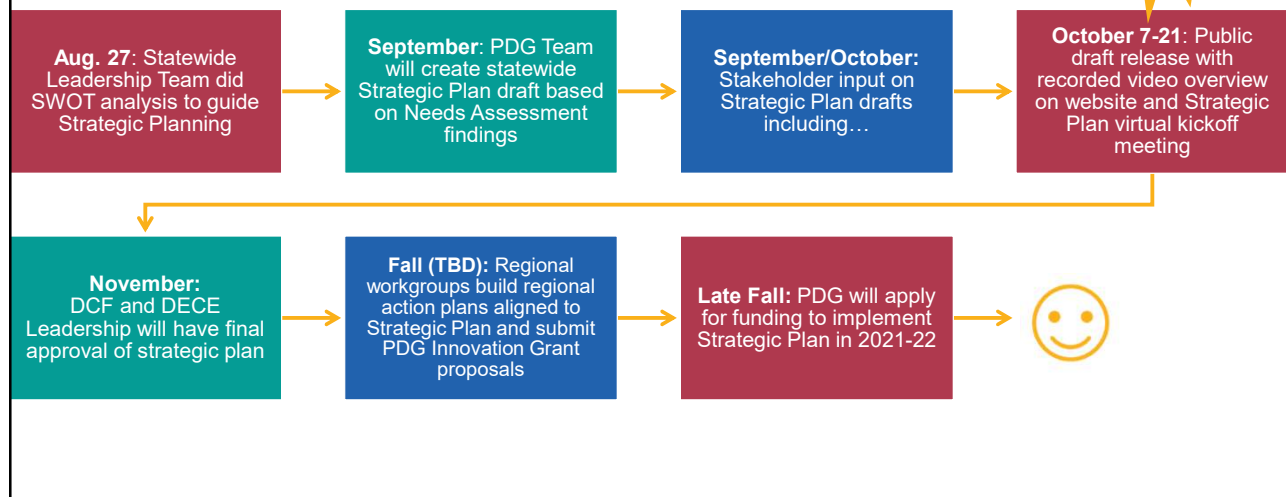 Aug. 27: Statewide
Leadership Team did
SWOT analysis to guide
Strategic Planning
September: PDG Team
will create statewide
Strategic Plan draft based
on Needs Assessment
findings
September/October:
Stakeholder input on
Strategic Plan drafts
including…
October 7-21: Public
draft release with
recorded video overview
on website and Strategic
Plan virtual kickoff
meeting
November:
DCF and DECE
Leadership will have final
approval of strategic plan
Fall (TBD): Regional
workgroups build regional
action plans aligned to
Strategic Plan and submit
PDG Innovation Grant
proposals
Late Fall: PDG will apply
for funding to implement
Strategic Plan in 2021-22